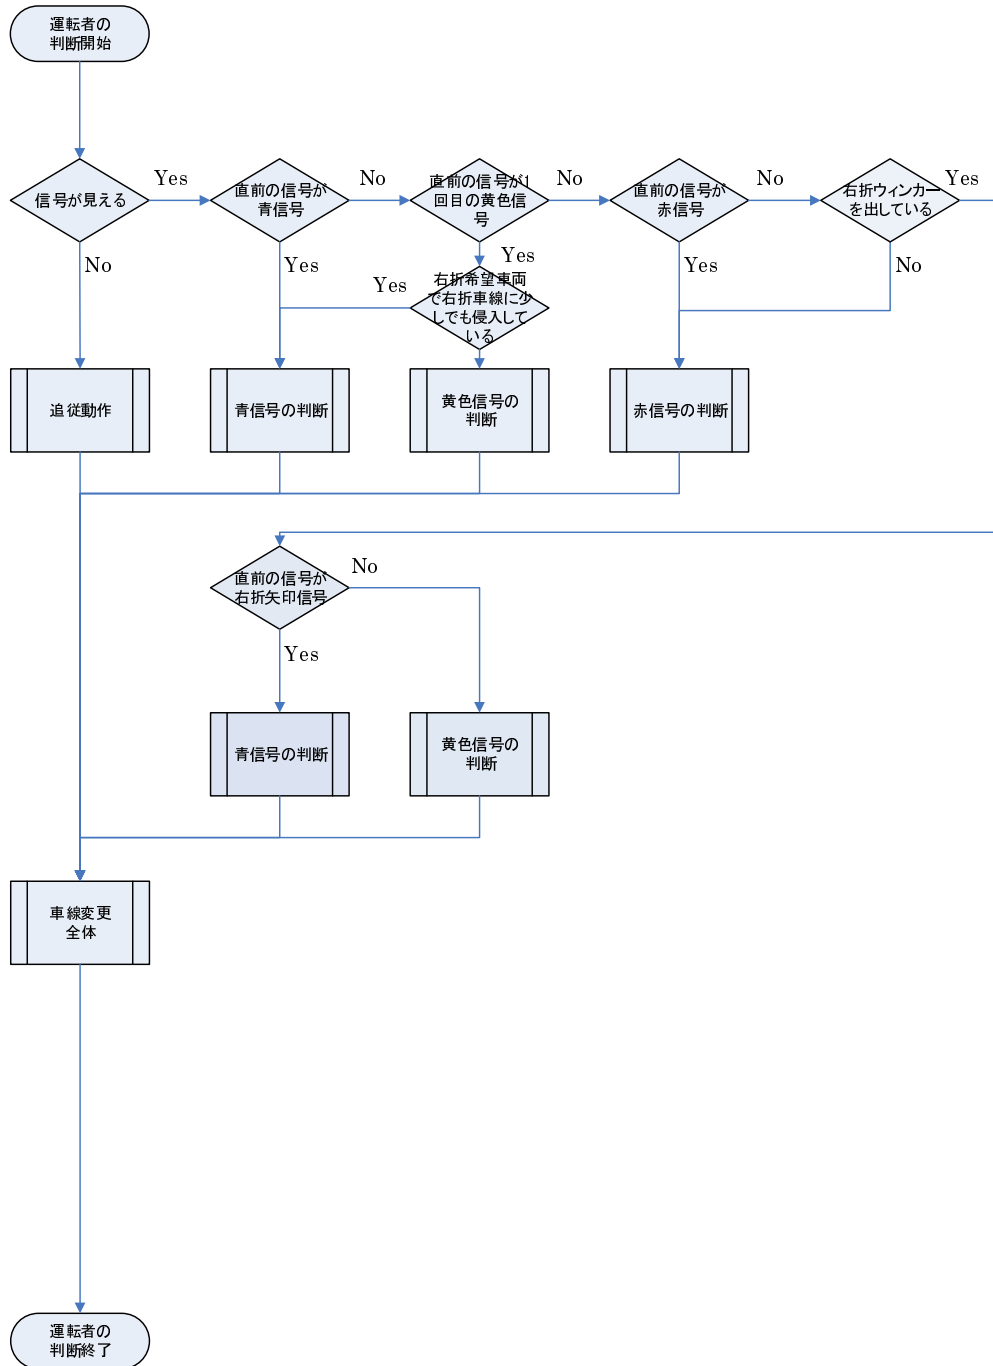 運転者の
判断開始
信号が見える
Yes
直前の信号が
青信号
No
直前の信号が1
回目の黄色信
号
No
直前の信号が
赤信号
No
右折ウィンカー
を出している
Yes
No
Yes
Yes
Yes
Yes
No
右折希望車両
で右折車線に少
しでも侵入して
いる
追従動作
青信号の判断
黄色信号の
判断
赤信号の判断
直前の信号が
右折矢印信号
No
Yes
青信号の判断
黄色信号の
判断
車線変更
全体
運転者の
判断終了